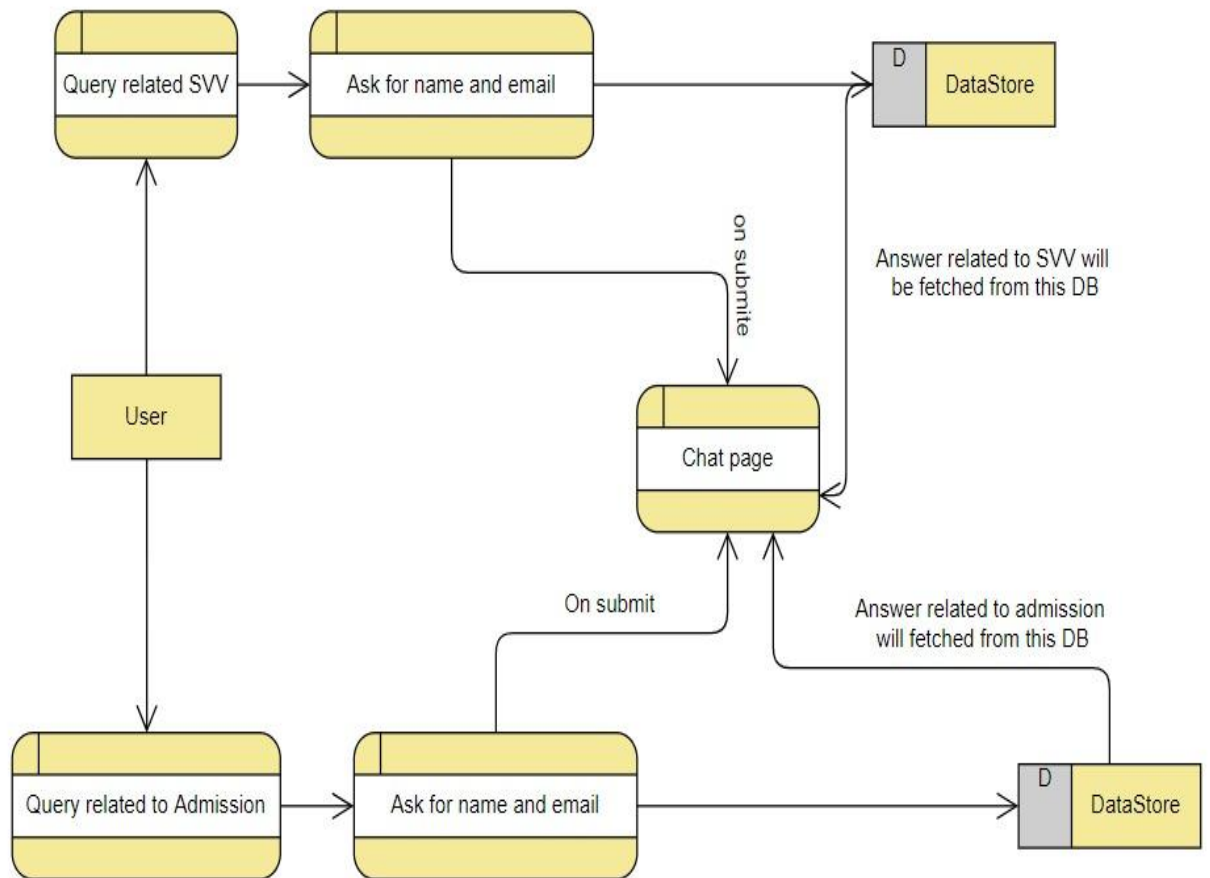 Query related SVV
Ask for name and email
D
DataStore
on submite
Answer related to SVV will
be fetched from this DB
User
Chat page
On submit
Answer related to admission
will fetched from this DB
Query related to Admission
Ask for name and email
D
DataStore